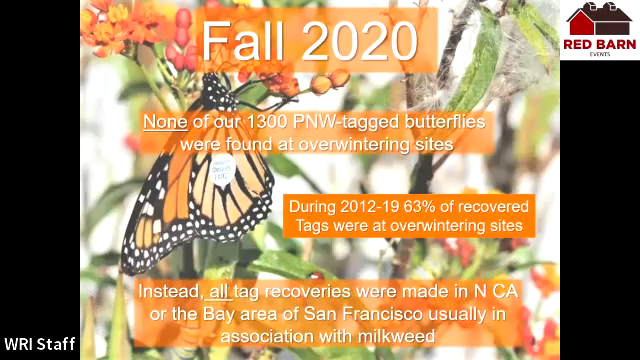 Fall 2020
RED BARN
EVENTS
None of our 1300 PNW-tagged butterflies
were found at overwintering sites
During 2012-19 63% of recovered
Tags were at overwintering sites
Instead, all tag recoveries were made in N CA
or the Bay area of San Francisco usually in
association with milkweed
WRI Staff